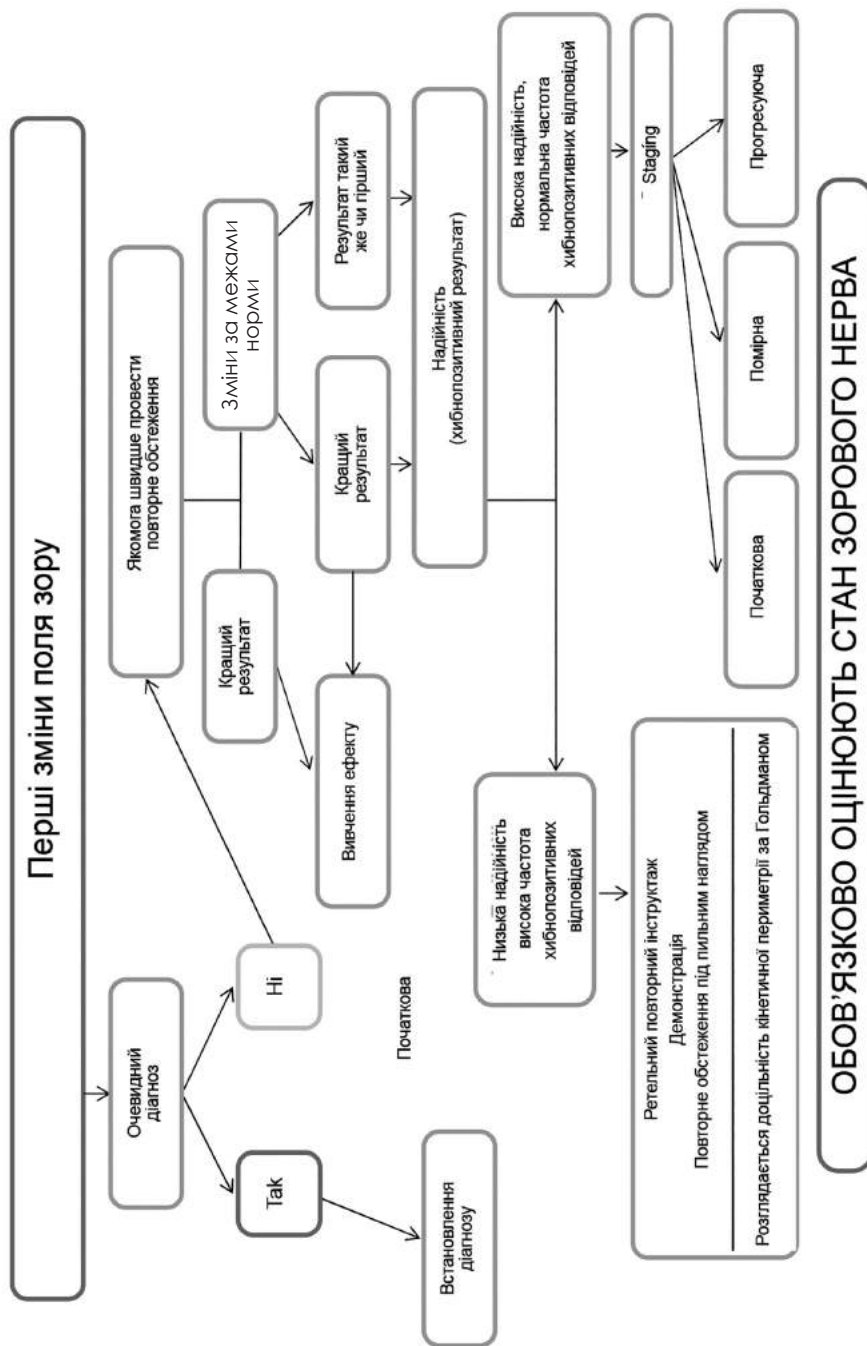 Перші зміни поля зору
Очевидний
діагноз
Якомога швидше провести
повторне обстеження
Так
Ні
Кращий
результат
Зміни за межами
норми
Встановлення
діагнозу
Початкова
Вивчення ефекту
Кращий
результат
Результат такий
же чи гірший
Надійність
(хибнопозитивний результат)
Низька надійність
висока частота
хибнопозитивних
відповідей
Висока надійність,
нормальна частота
хибнопозитивних відповідей
Staging
Ретельний повторний інструктаж
Демонстрація
Повторне обстеження під пильним наглядом
Розглядається доцільність кінетичної периметрії за Гольдманом
Початкова
Помірна
Прогресуюча
ОБОВ'ЯЗКОВО ОЦІНЮЮТЬ СТАН ЗОРОВОГО НЕРВА